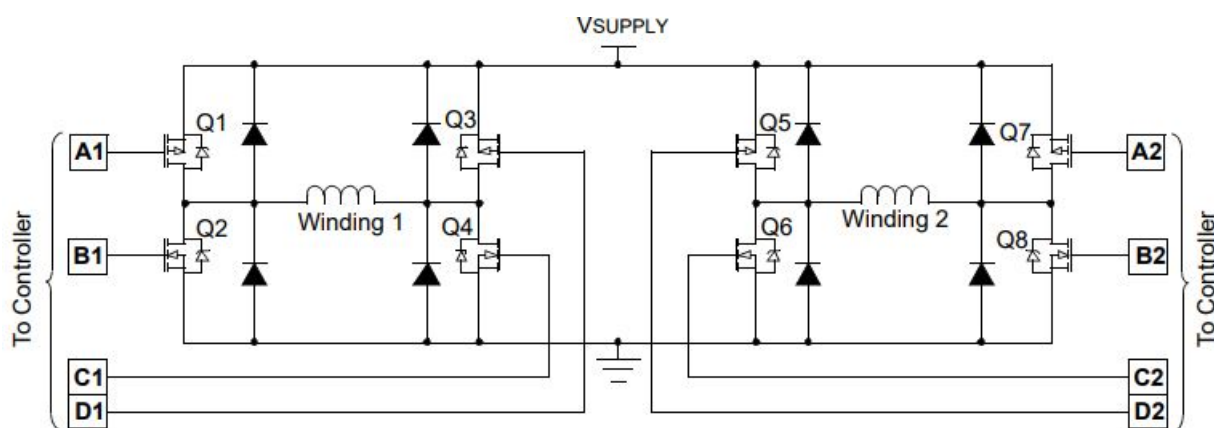 VSUPPLY
Q1
Q3
Q5
Q7
A1
A2
Winding 1
Winding 2
Q2
Q4
Q6
Q8
B1
B2
To Controller
To Controller
C1
C2
D1
D2